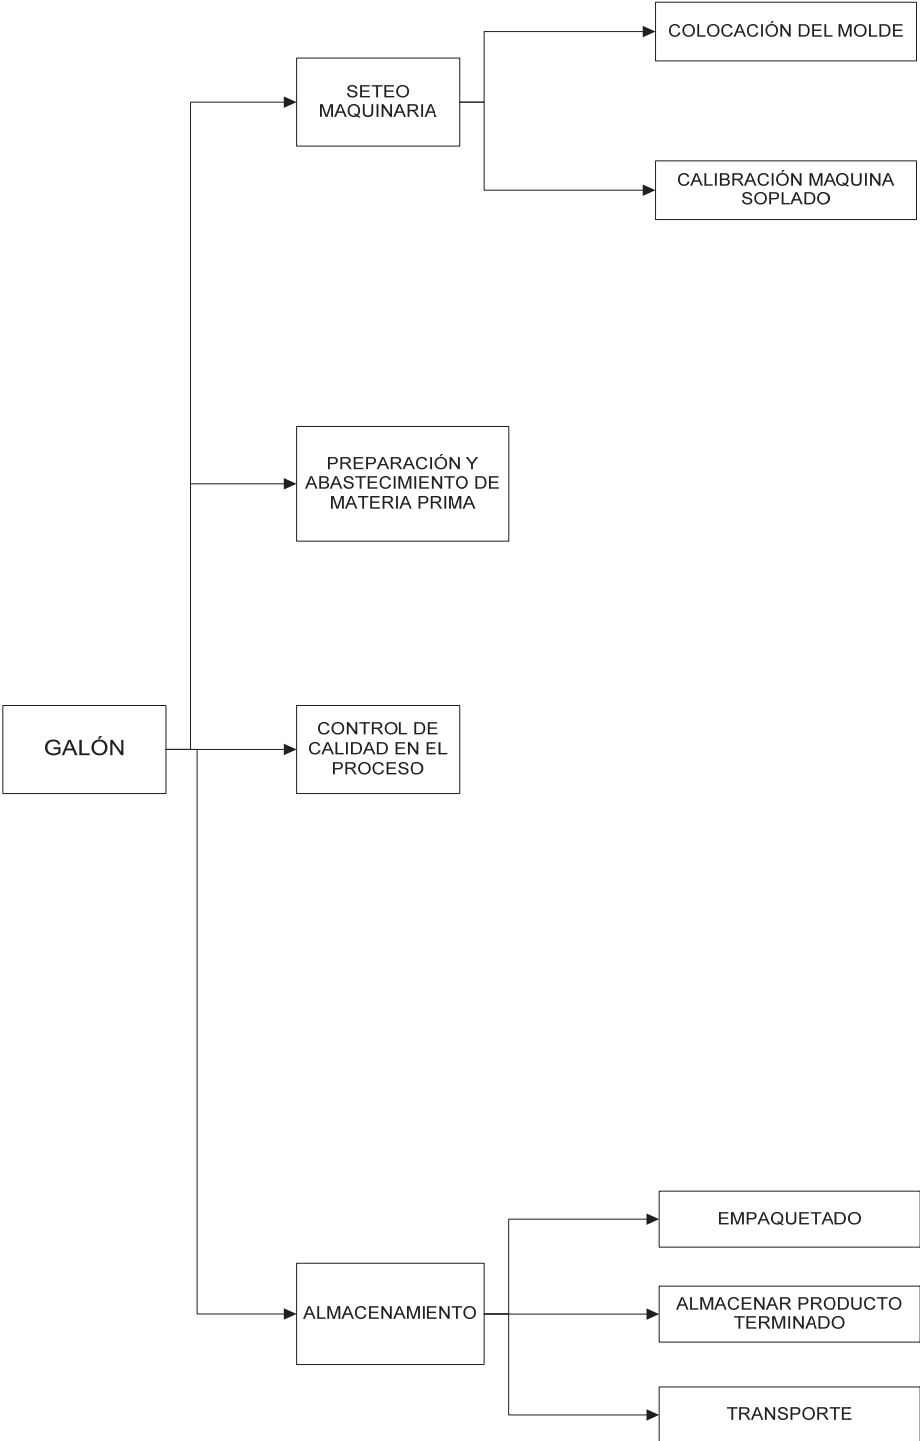 COLOCACIÓN DEL MOLDE
SETEO
MAQUINARIA
CALIBRACIÓN MAQUINA
SOPLADO
PREPARACIÓN Y
ABASTECIMIENTO DE
MATERIA PRIMA
GALÓN
CONTROL DE
CALIDAD EN EL
PROCESO
EMPAQUETADO
ALMACENAMIENTO
ALMACENAR PRODUCTO
TERMINADO
TRANSPORTE